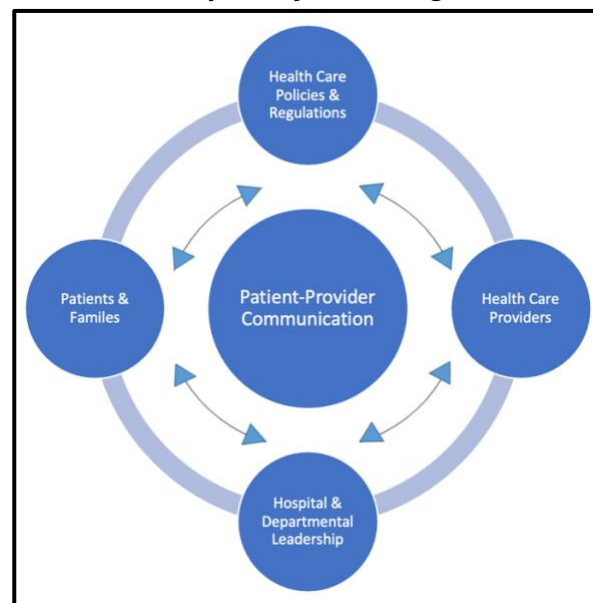 Health Care
Policies &
Regulations
Patients &
Familes
Patient-Provider
Communication
Health Care
Providers
Hospital &
Departmental
Leadership